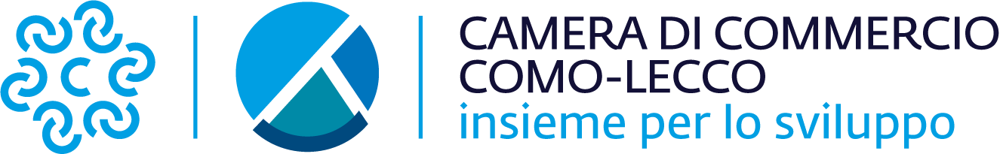 CAMERA DI COMMERCIO
COMO-LECCO
insieme per lo sviluppo